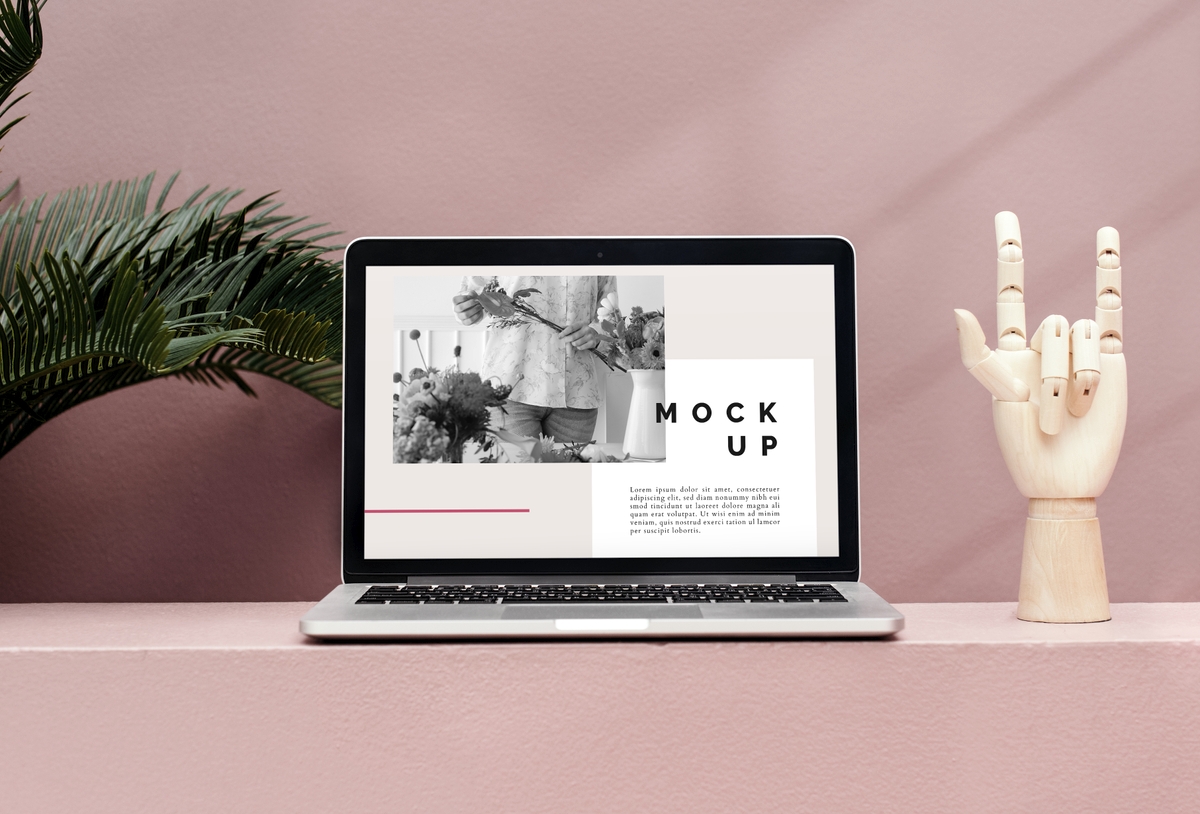 MOCK
UP
Lorem ipsum dolor sit amet, consectetuer
adipiscing elit, sed diam nonummy nibh eui
smod tincidunt ut laoreet dolore magna ali
quam erat volutpat. Ut wisi enim ad minim
veniam, quis nostrud exerci tation ul lamcor
per suscipit lobortis.